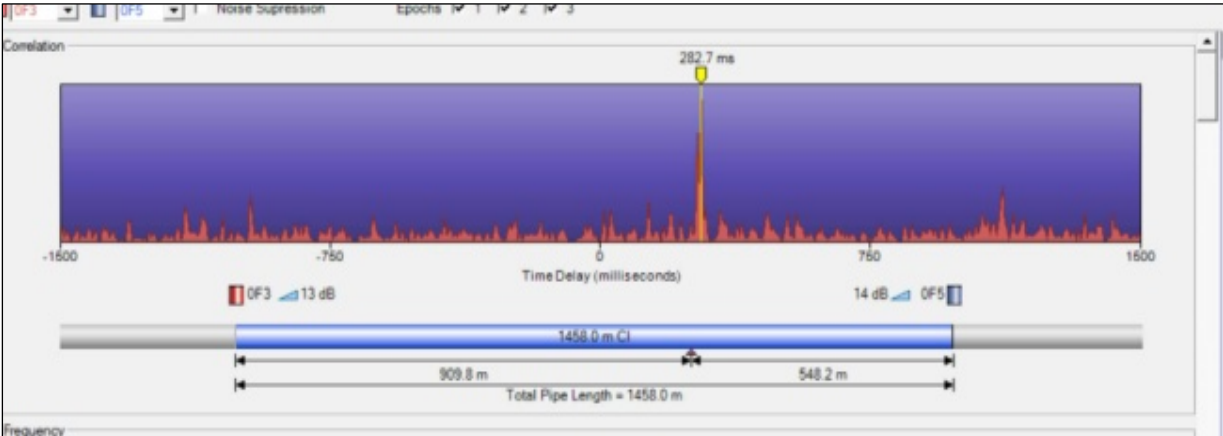 0F3 0F5 Noise Supression Epochs 1 2 3
Correlation
282.7 ms
-1500 -750 0 750 1500
Time Delay (milliseconds)
0F3 13 dB 14 dB 0F5
1458.0 m CI
909.8 m 548.2 m
Total Pipe Length = 1458.0 m
Frequency